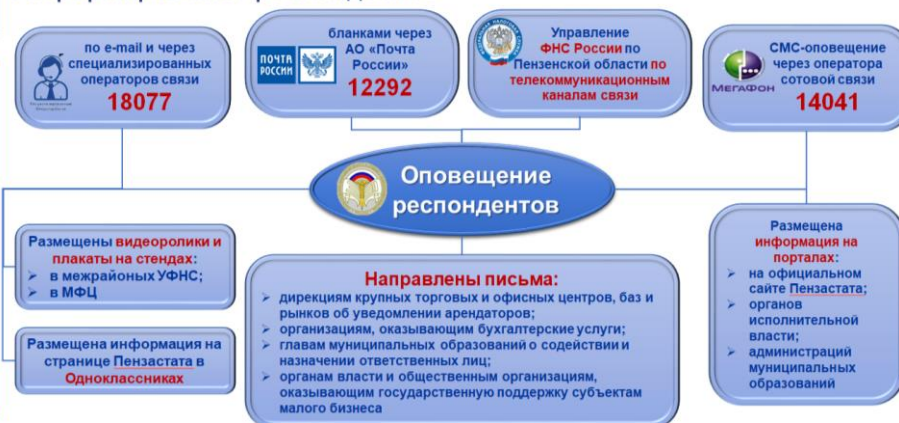 по e-mail и через
специализированных
операторов связи
18077
ПОЧТА
РОССИИ
бланками через
АО «Почта
России»
12292
Управление
ФНС России по
Пензенской области по
телекоммуникационным
каналам связи
МЕГАФОН
СМС-оповещение
через оператора
сотовой связи
14041
Оповещение
респондентов
Размещены видеоролики и
плакаты на стендах:
➢ в межрайоных УФНС;
➢ в МФЦ
Размещена информация на
странице Пензастата в
Одноклассниках
Направлены письма:
➢ дирекциям крупных торговых и офисных центров, баз и
рынков об уведомлении арендаторов;
➢ организациям, оказывающим бухгалтерские услуги;
➢ главам муниципальных образований о содействии и
назначении ответственных лиц;
➢ органам власти и общественным организациям,
оказывающим государственную поддержку субъектам
малого бизнеса
Размещена
информация на
порталах:
➢ на официальном
сайте Пензастата;
➢ органов
исполнительной
власти;
➢ администраций
муниципальных
образований